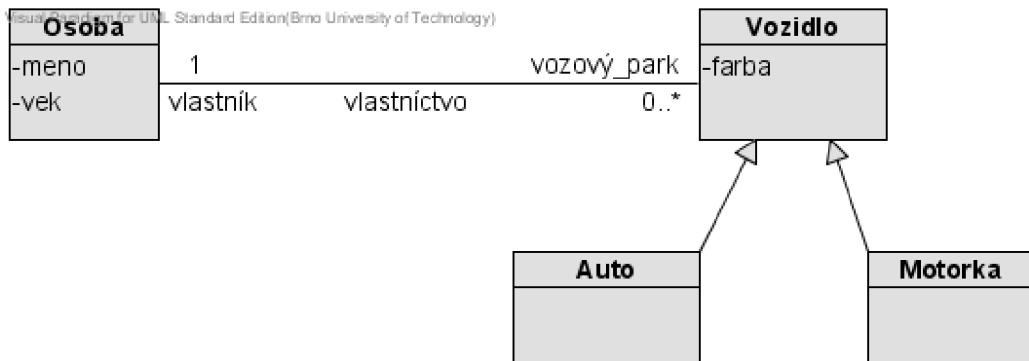 Visual Paradigm for UML Standard Edition(Brno University of Technology)
Osoba
-meno
-vek
1
vlastník
vlastníctvo
vozový_park
0..*
Vozidlo
-farba
Auto
Motorka